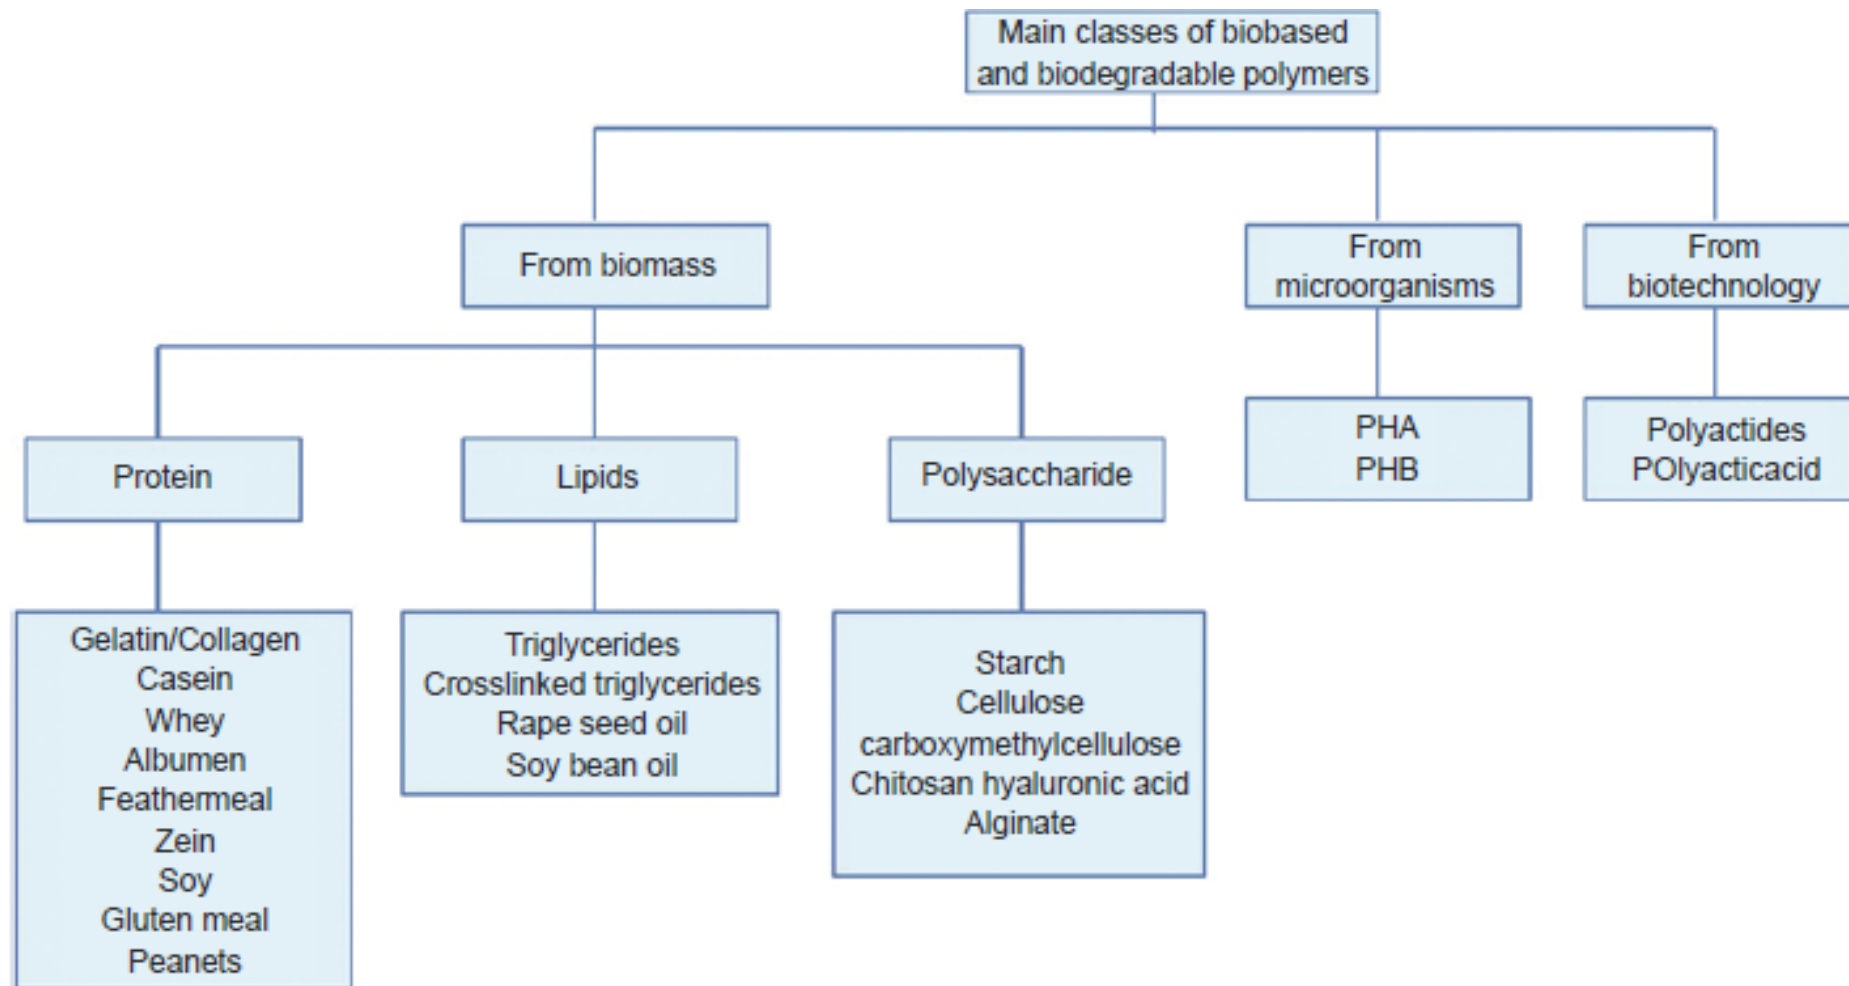 Main classes of biobased
and biodegradable polymers
From biomass
From
microorganisms
From
biotechnology
PHA
PHB
Polyactides
POlyacticacid
Protein
Lipids
Polysaccharide
Gelatin/Collagen
Casein
Whey
Albumen
Feathermeal
Zein
Soy
Gluten meal
Peanets
Triglycerides
Crosslinked triglycerides
Rape seed oil
Soy bean oil
Starch
Cellulose
carboxymethylcellulose
Chitosan hyaluronic acid
Alginate